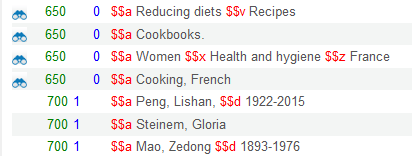 650 0 $$a Reducing diets $$v Recipes
650 0 $$a Cookbooks.
650 0 $$a Women $$x Health and hygiene $$z France
650 0 $$a Cooking, French
700 1 $$a Peng, Lishan, $$d 1922-2015
700 1 $$a Steinem, Gloria
700 1 $$a Mao, Zedong $$d 1893-1976